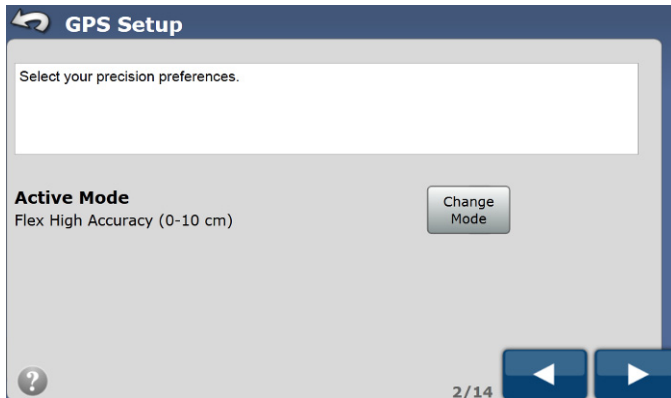 GPS Setup
Select your precision preferences.
Active Mode
Flex High Accuracy (0-10 cm)
Change
Mode
?
2/14